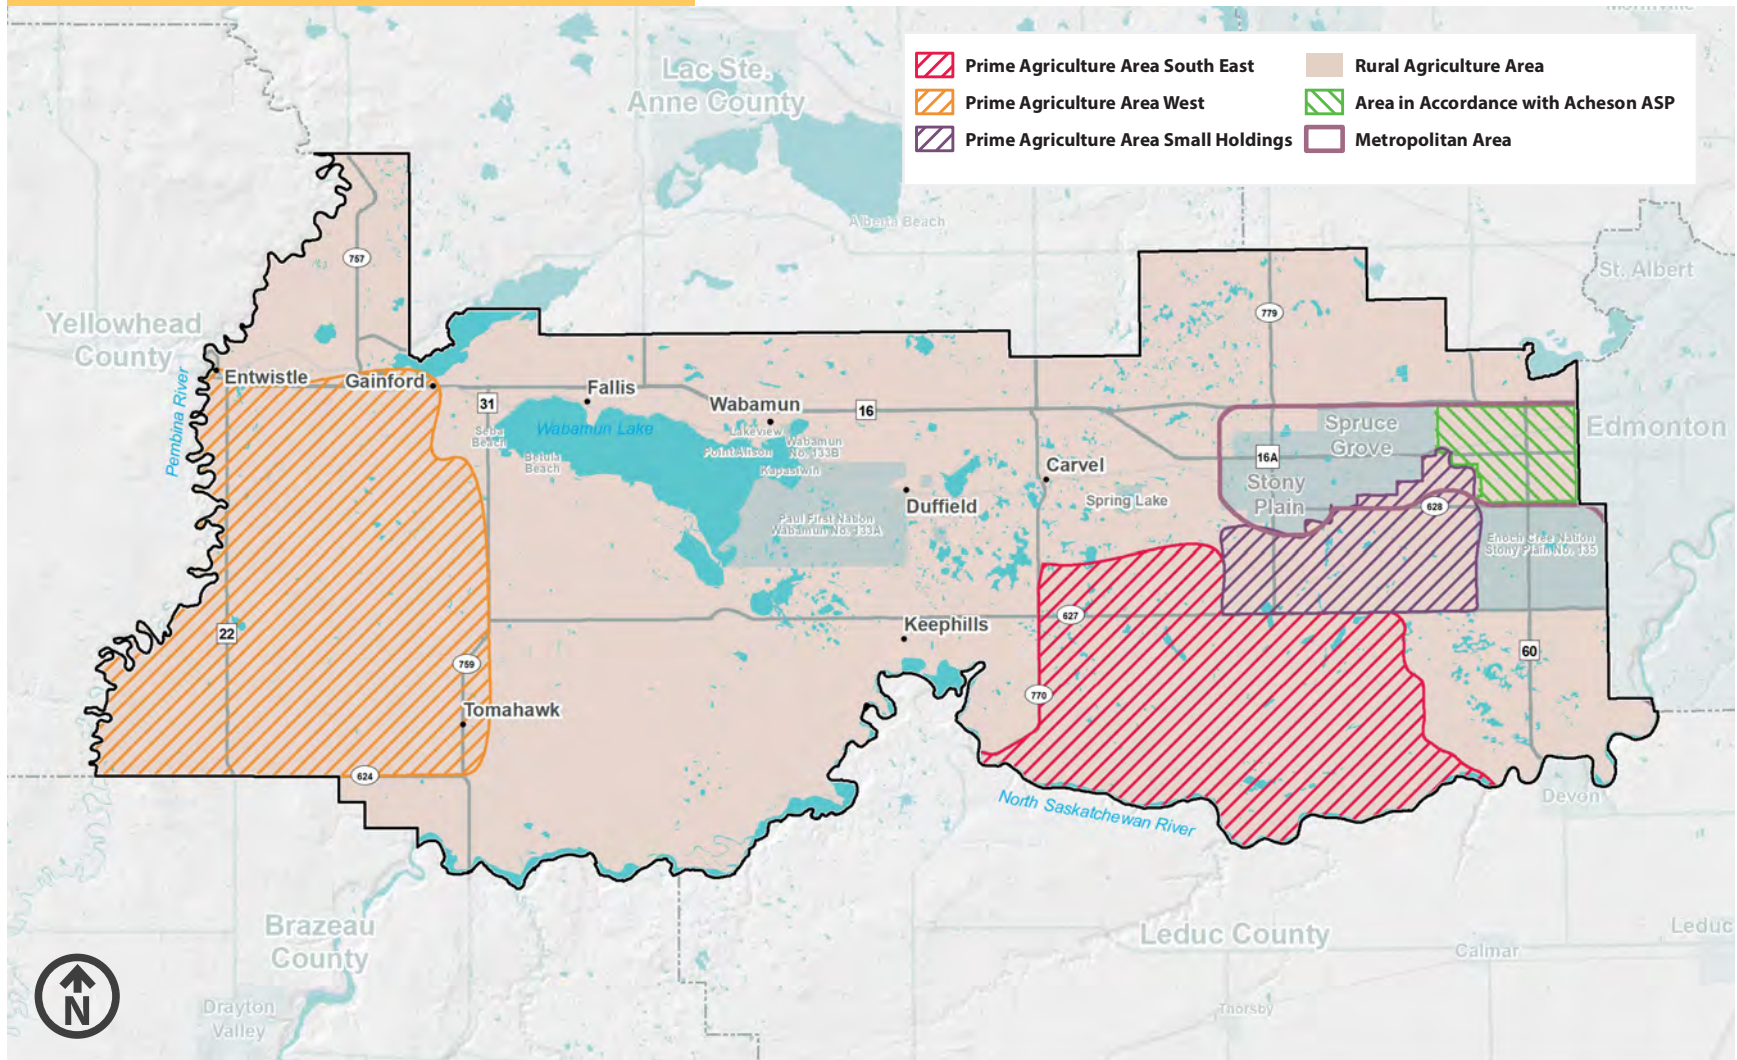 Morinville
Lac Ste.
Anne County
Prime Agriculture Area South East
Prime Agriculture Area West
Prime Agriculture Area Small Holdings
Rural Agriculture Area
Area in Accordance with Acheson ASP
Metropolitan Area
Alberta Beach
St. Albert
757
779
Yellowhead
County
Pembina River
Entwistle
Gainford
31
Fallis
Wabamun
16
Seba
Beach
Wabamun Lake
Betula
Beach
Lakeview
Point Alison
Wabamun
No. 133B
Kapasiwin
Spruce
Grove
Edmonton
16A
Stony
Plain
Carvel
Spring Lake
Duffield
628
Paul First Nation
Wabamun No. 133A
Enoch Cree Nation
Stony Plain No. 135
22
627
Keephills
60
759
770
Tomahawk
624
North Saskatchewan River
Devon
Brazeau
County
Leduc County
Leduc
Calmar
Drayton
Valley
Thorsby
N